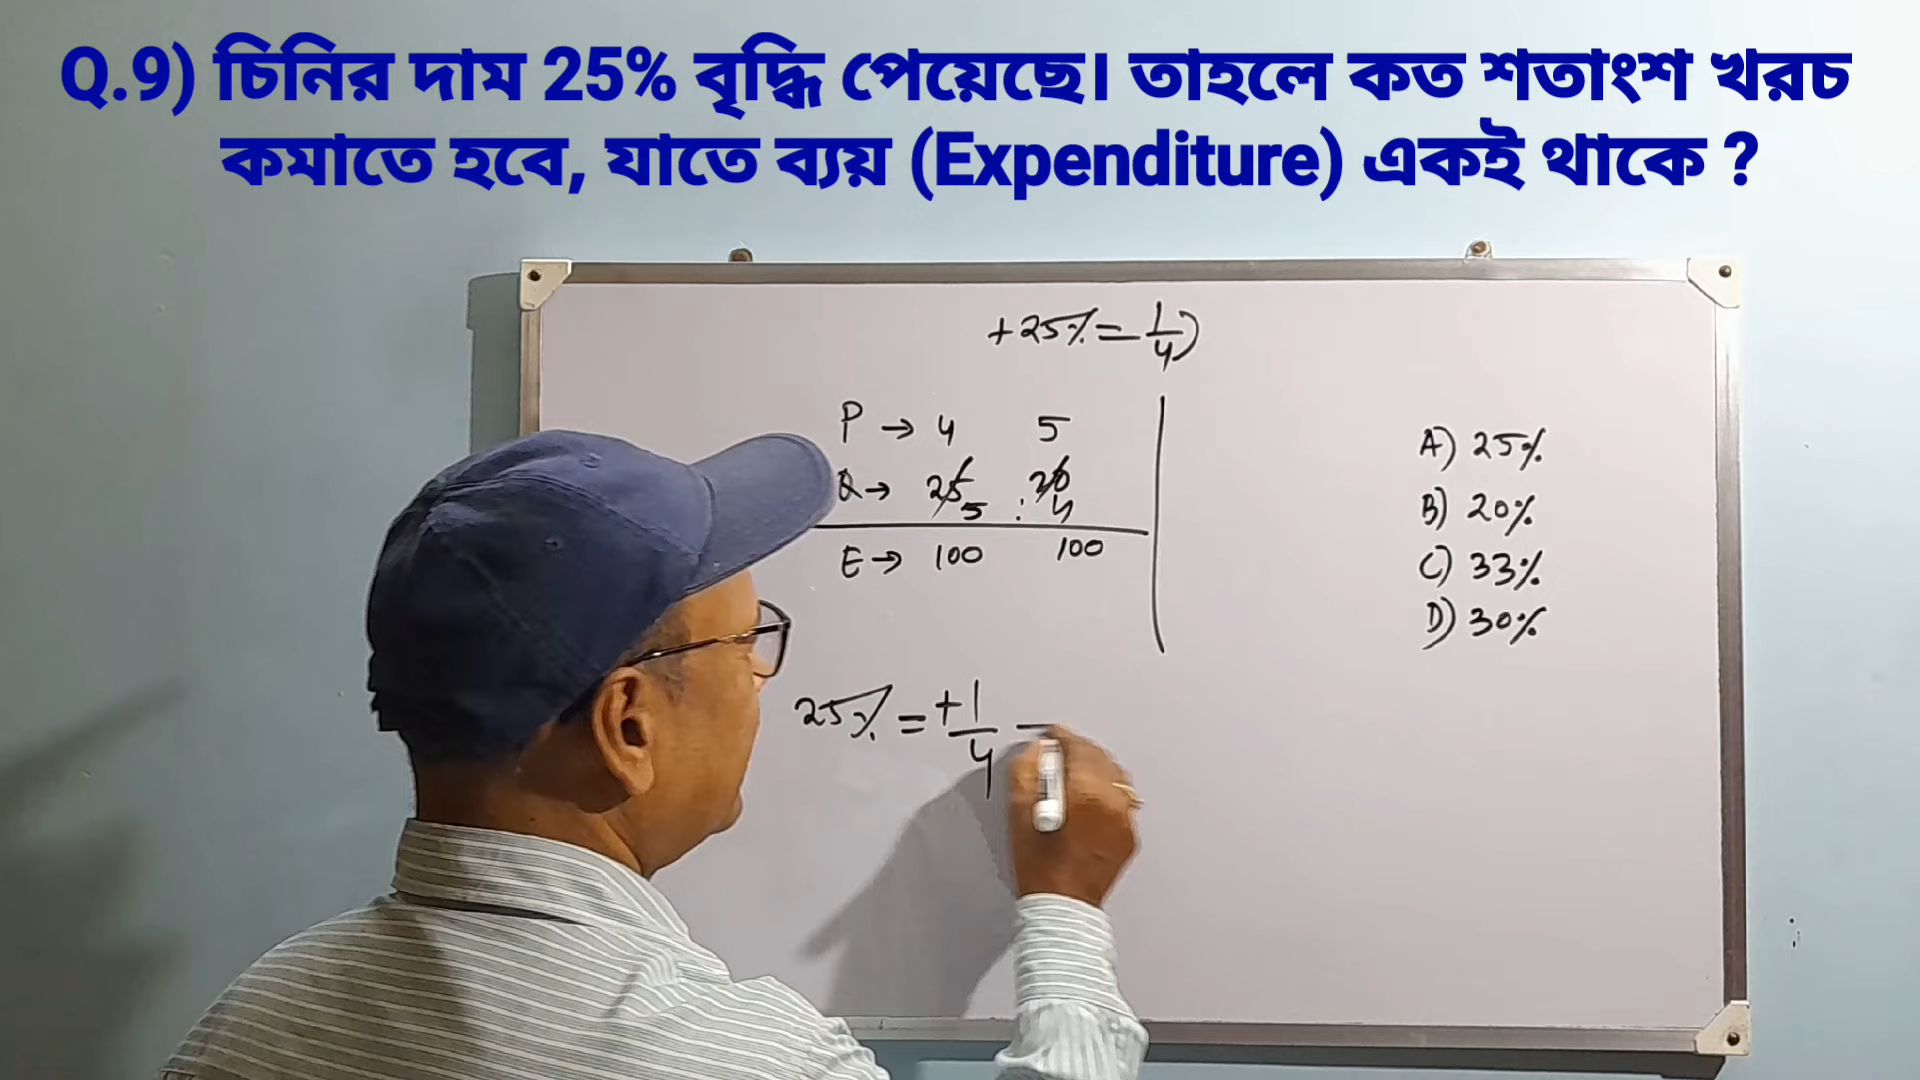 Q.9) চিনির দাম 25% বৃদ্ধি পেয়েছে। তাহলে কত শতাংশ খরচ
কমাতে হবে, যাতে ব্যয় (Expenditure) একই থাকে ?
+25%=1/4)
P → 4 5
Q → 25 20
5 : 4
E → 100 100
A) 25%
B) 20%
C) 33%
D) 30%
25% = +1/4 —